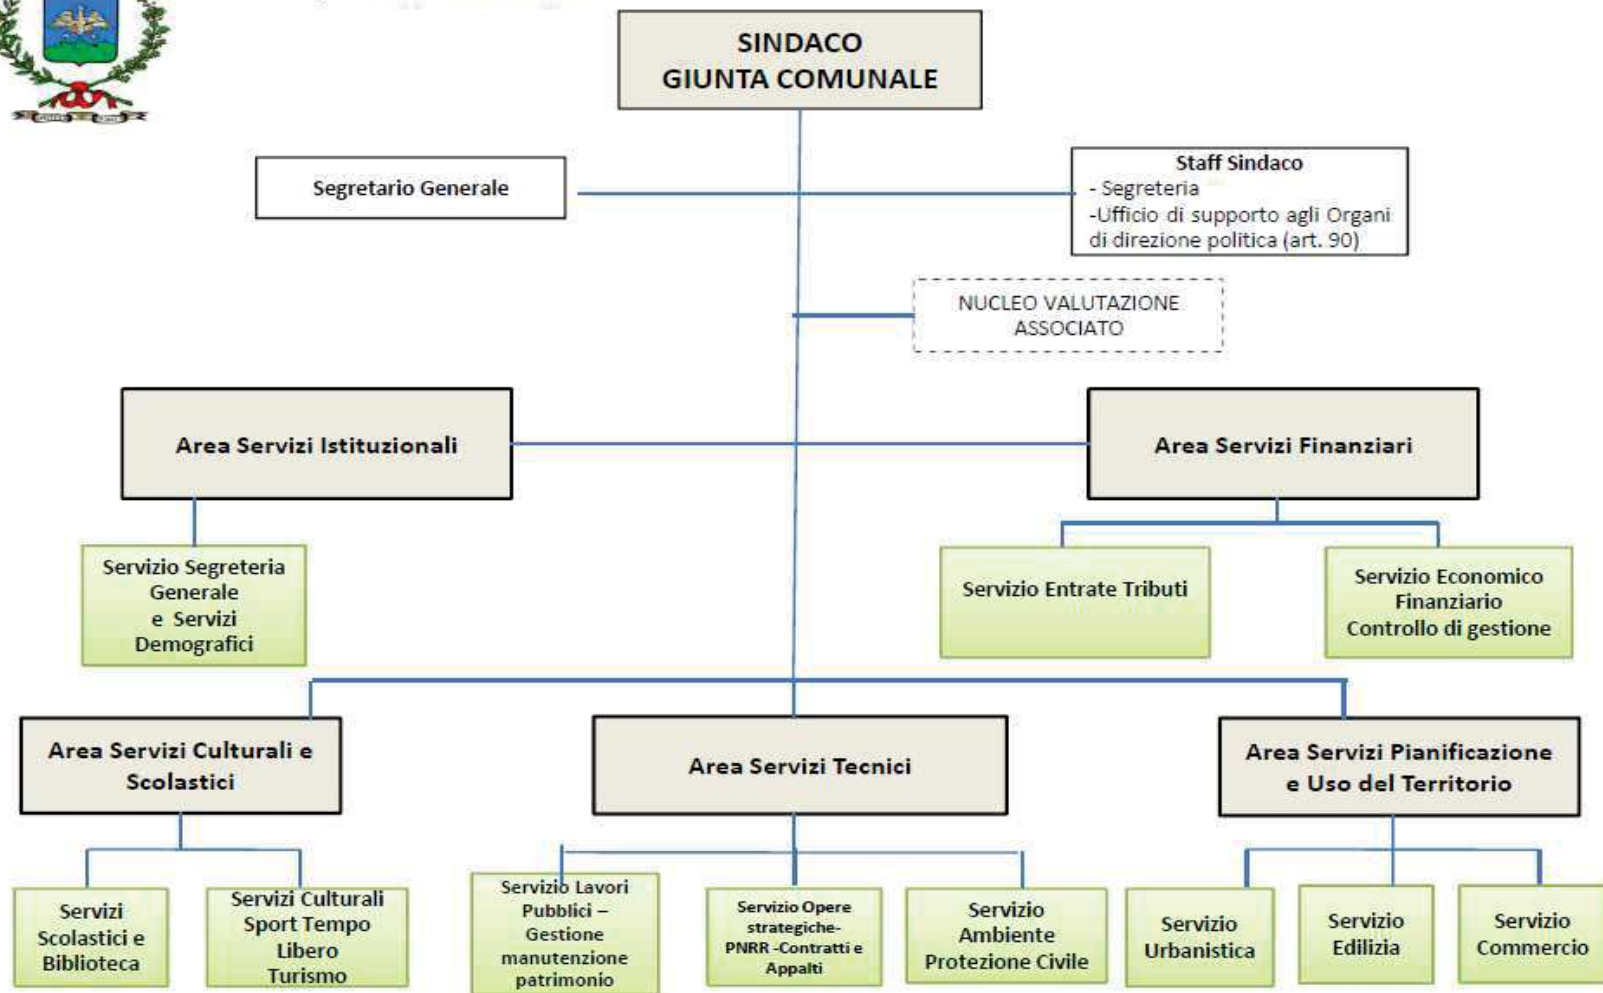 SINDACO
GIUNTA COMUNALE
Segretario Generale
Staff Sindaco
- Segreteria
-Ufficio di supporto agli Organi
di direzione politica (art. 90)
NUCLEO VALUTAZIONE
ASSOCIATO
Area Servizi Istituzionali
Area Servizi Finanziari
Servizio Segreteria
Generale
e Servizi
Demografici
Servizio Entrate Tributi
Servizio Economico
Finanziario
Controllo di gestione
Area Servizi Culturali e
Scolastici
Area Servizi Tecnici
Area Servizi Pianificazione
e Uso del Territorio
Servizi
Scolastici e
Biblioteca
Servizi Culturali
Sport Tempo
Libero
Turismo
Servizio Lavori
Pubblici –
Gestione
manutenzione
patrimonio
Servizio Opere
strategiche-
PNRR -Contratti e
Appalti
Servizio
Ambiente
Protezione Civile
Servizio
Urbanistica
Servizio
Edilizia
Servizio
Commercio